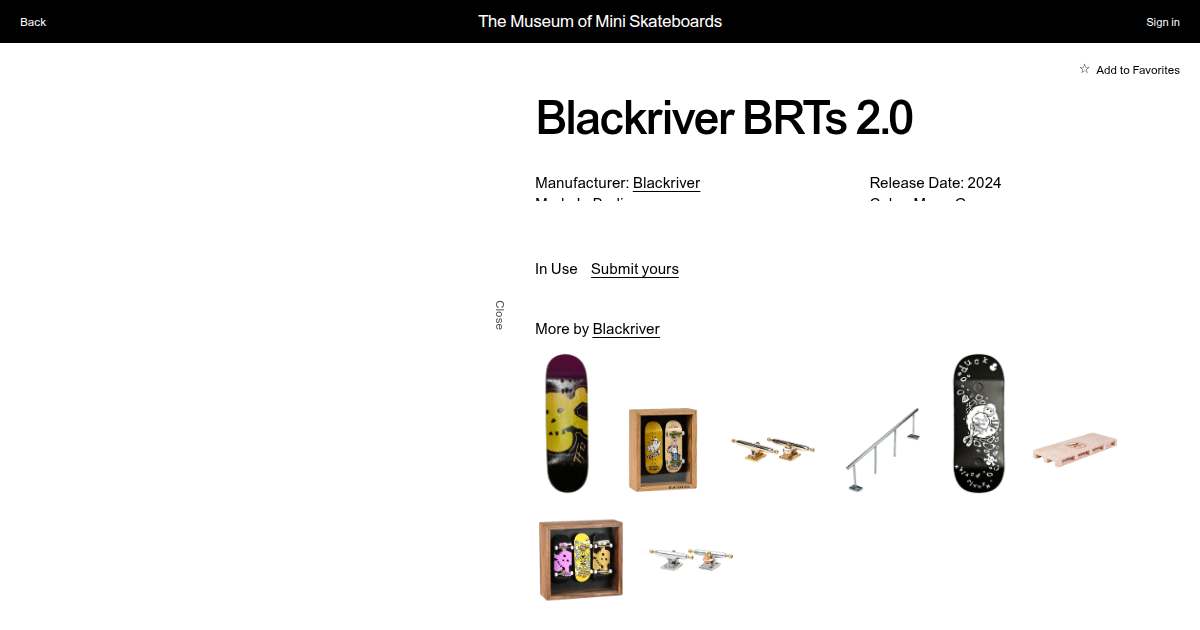 Back
The Museum of Mini Skateboards
Sign in
☆ Add to Favorites
Blackriver BRTs 2.0
Manufacturer: Blackriver
Release Date: 2024
In Use
Submit yours
Close
More by Blackriver